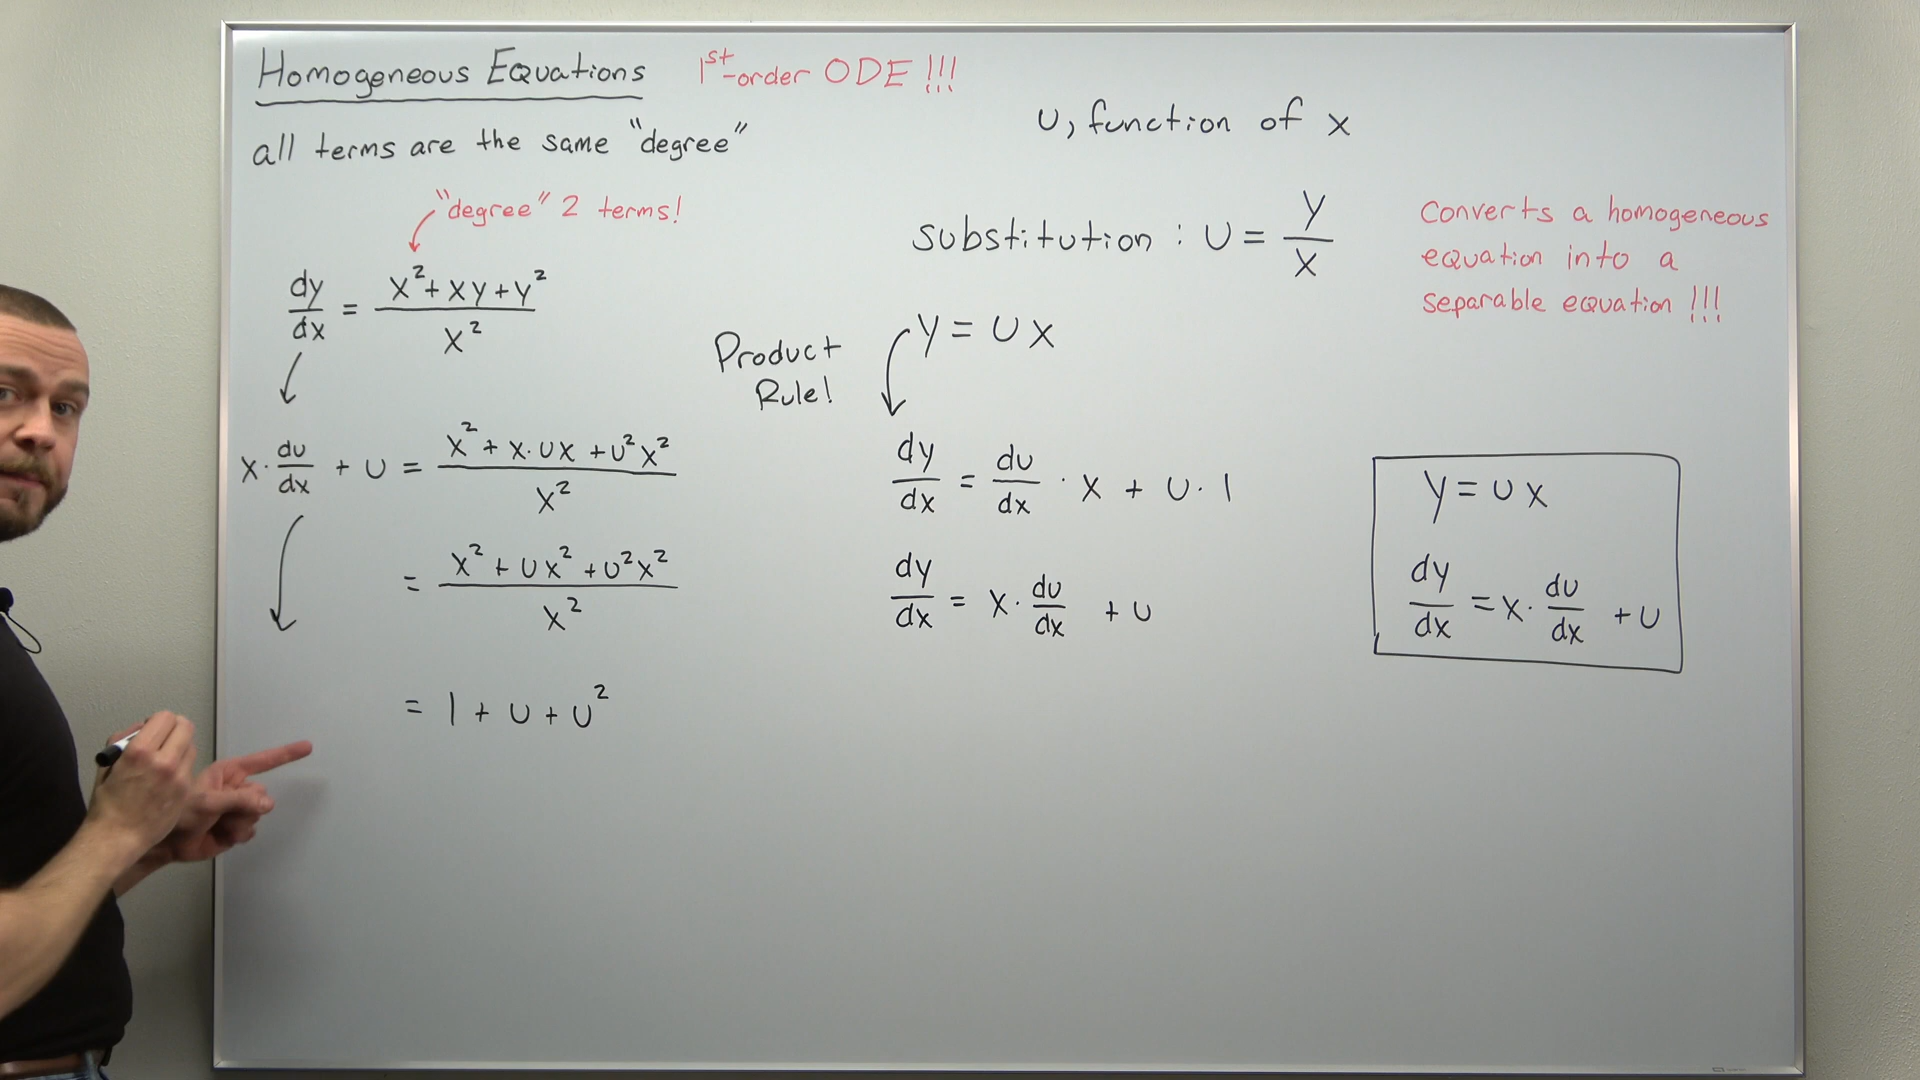 Homogeneous Equations 1st-order ODE!!!
all terms are the same "degree"
"degree" 2 terms!
dy/dx = (x²+xy+y²)/x²
x·du/dx + u = (x²+x·ux+u²x²)/x²
= (x²+ux²+u²x²)/x²
= 1+u+u²
u, function of x
substitution: u = y/x
y = ux
Product
Rule!
dy/dx = du/dx · x + u·1
dy/dx = x·du/dx + u
Converts a homogeneous
equation into a
separable equation!!!
y = ux
dy/dx = x·du/dx + u